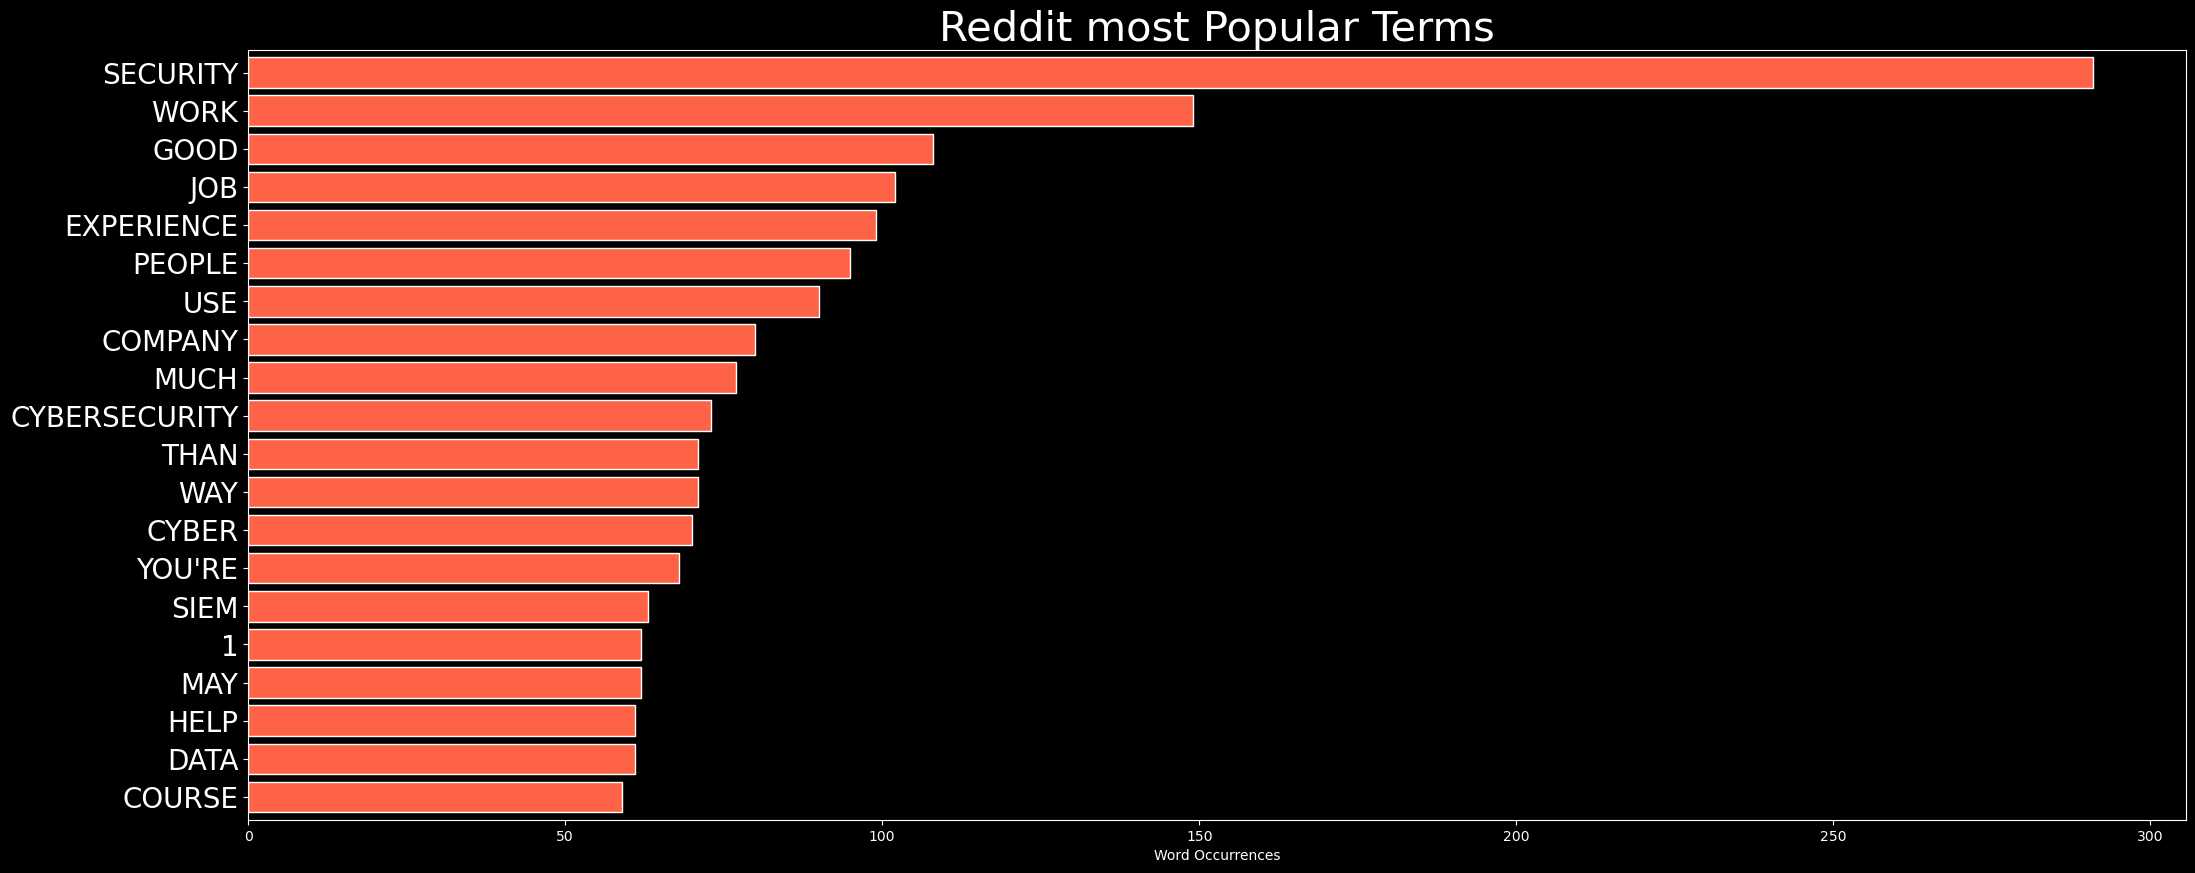 Reddit most Popular Terms
SECURITY
WORK
GOOD
JOB
EXPERIENCE
PEOPLE
USE
COMPANY
MUCH
CYBERSECURITY
THAN
WAY
CYBER
YOU'RE
SIEM
1
MAY
HELP
DATA
COURSE
0 50 100 150 200 250 300
Word Occurrences